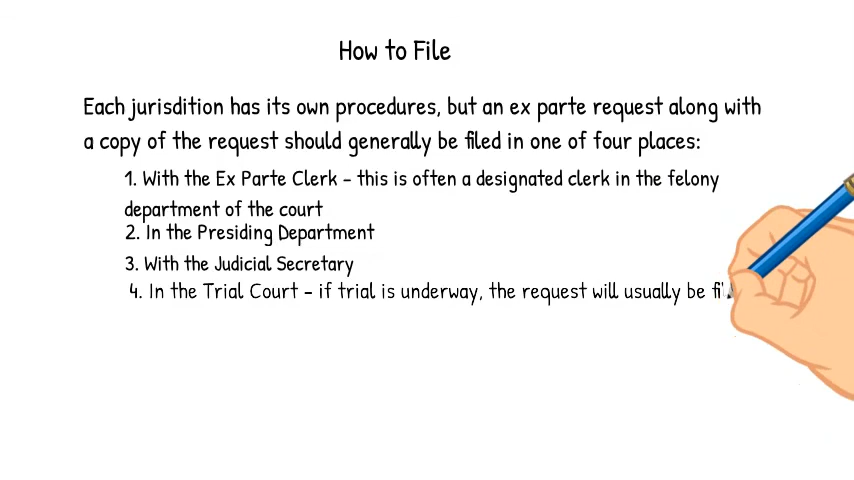 How to File
Each jurisdition has its own procedures, but an ex parte request along with
a copy of the request should generally be filed in one of four places:
1. With the Ex Parte Clerk - this is often a designated clerk in the felony
department of the court
2. In the Presiding Department
3. With the Judicial Secretary
4. In the Trial Court - if trial is underway, the request will usually be